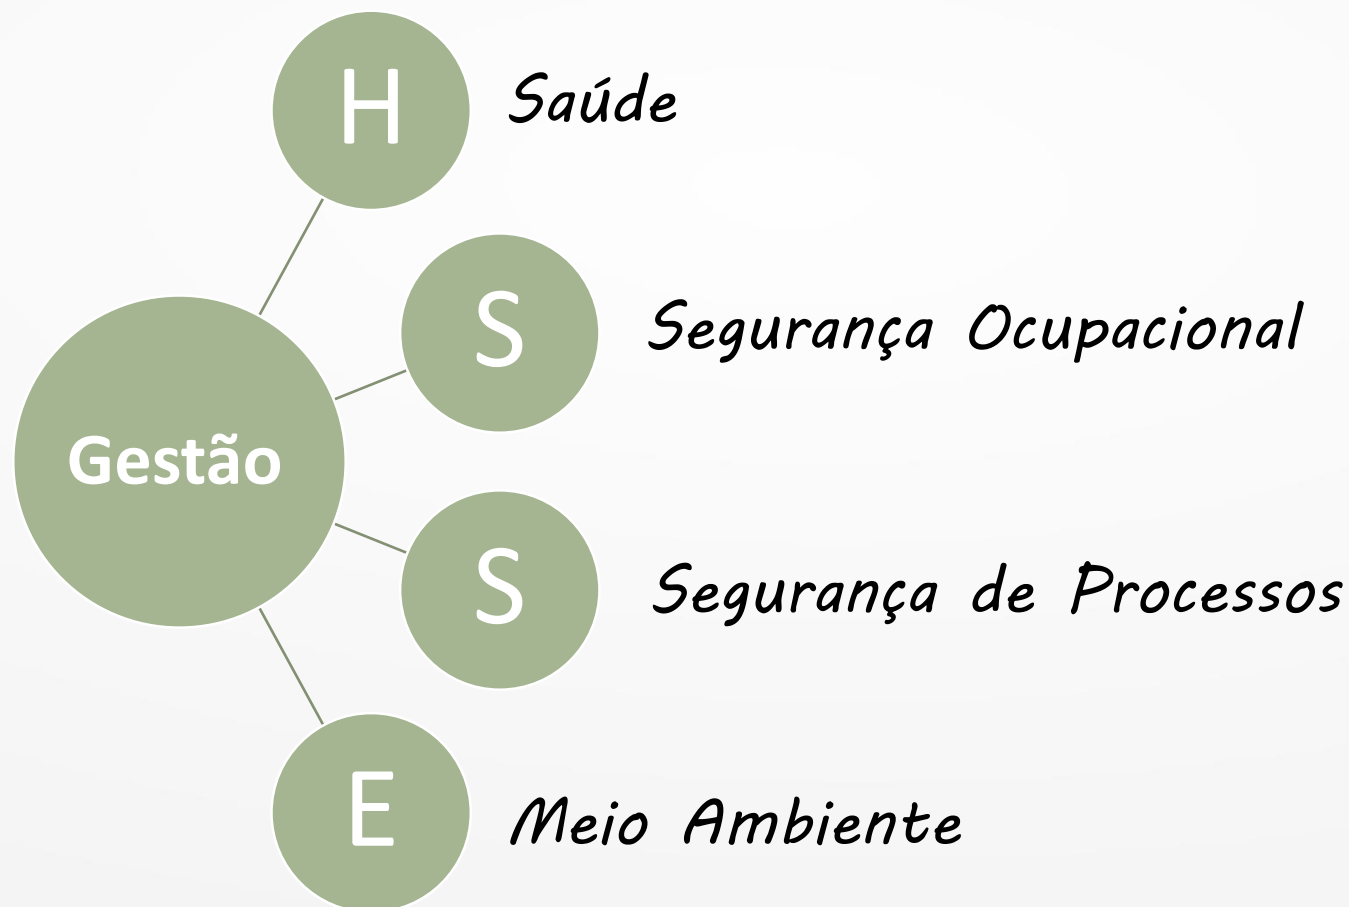 H
Saúde
S
Segurança Ocupacional
Gestão
S
Segurança de Processos
E
Meio Ambiente